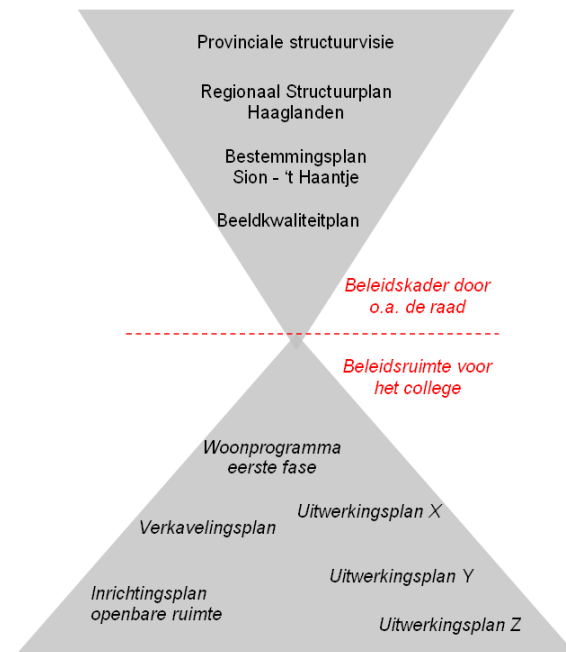 Provinciale structuurvisie
Regionaal Structuurplan
Haaglanden
Bestemmingsplan
Sion - ‘t Haantje
Beeldkwaliteitplan
Beleidskader door
o.a. de raad
Beleidsruimte voor
het college
Woonprogramma
eerste fase
Uitwerkingsplan X
Verkavelingsplan
Uitwerkingsplan Y
Inrichtingsplan
openbare ruimte
Uitwerkingsplan Z